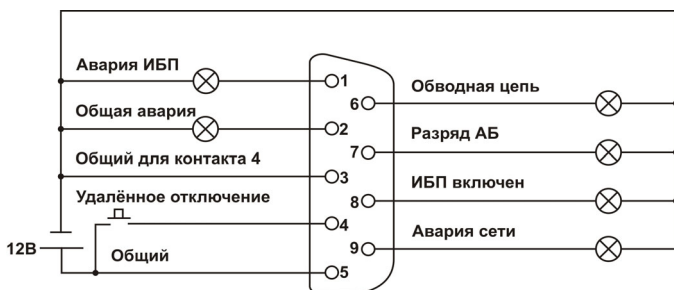 Авария ИБП
1
Общая авария
2
Общий для контакта 4
3
Удалённое отключение
4
12В
Общий
5
6
Обводная цепь
7
Разряд АБ
8
ИБП включен
9
Авария сети